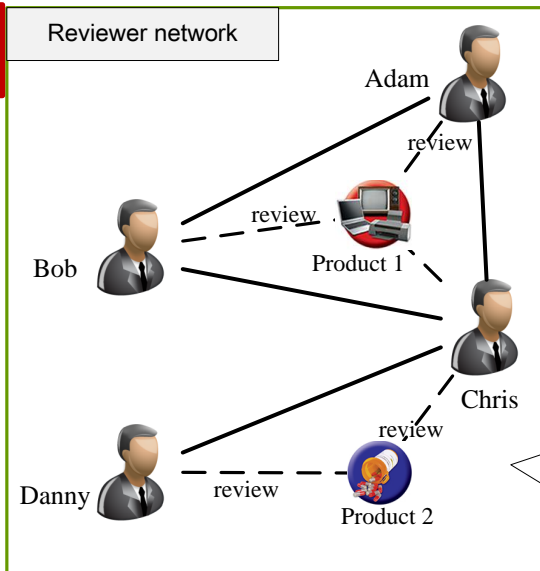 Reviewer network
Adam
review
review
Product 1
Bob
Chris
review
Danny
review
Product 2